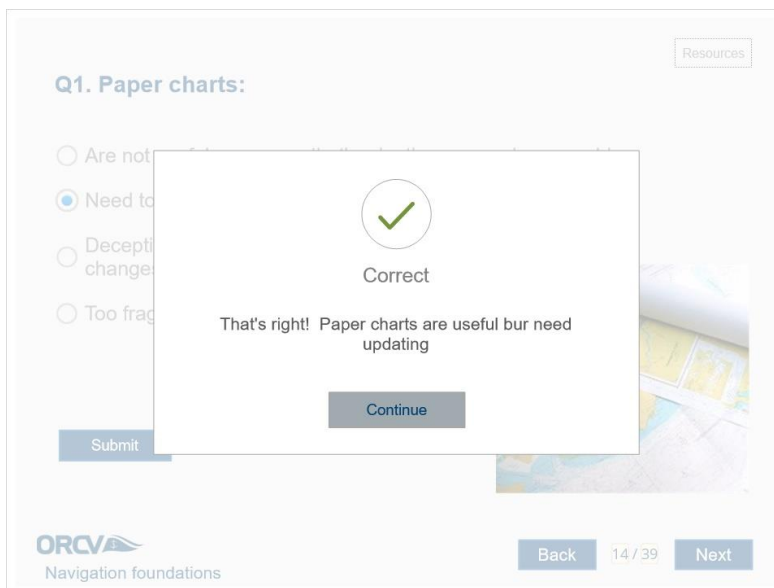 Resources
Q1. Paper charts:
Are not
Need to
Decepti
changes
Too frag
Correct
That's right! Paper charts are useful bur need
updating
Continue
Submit
ORCV
Navigation foundations
Back 14 / 39 Next